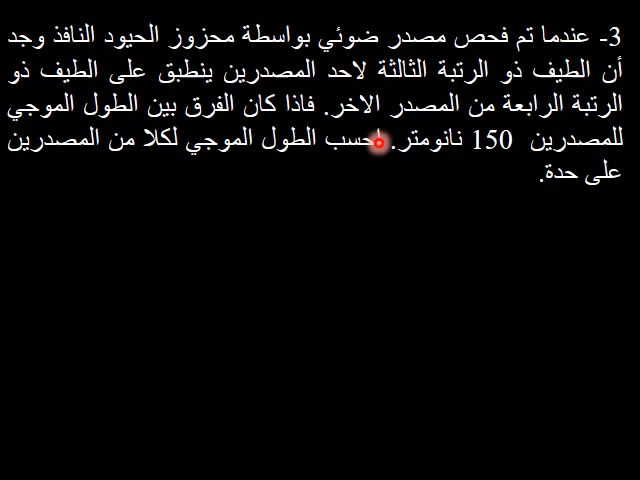 3- عندما تم فحص مصدر ضوئي بواسطة محزوز الحيود النافذ وجد
أن الطيف ذو الرتبة الثالثة لاحد المصدرين ينطبق على الطيف ذو
الرتبة الرابعة من المصدر الاخر. فاذا كان الفرق بين الطول الموجي
للمصدرين 150 نانومتر. احسب الطول الموجي لكلا من المصدرين
على حدة.